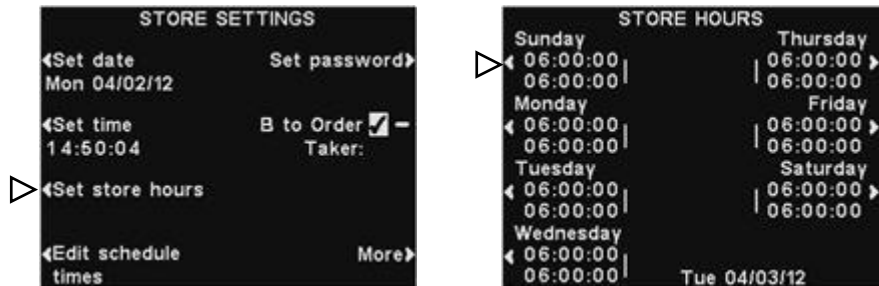 STORE SETTINGS
Set date
Mon 04/02/12
Set password
Set time
14:50:04
B to Order
Taker:
Set store hours
Edit schedule
times
More
STORE HOURS
Sunday
06:00:00
06:00:00
Monday
06:00:00
06:00:00
Tuesday
06:00:00
06:00:00
Wednesday
06:00:00
06:00:00
Thursday
06:00:00
06:00:00
Friday
06:00:00
06:00:00
Saturday
06:00:00
06:00:00
Tue 04/03/12